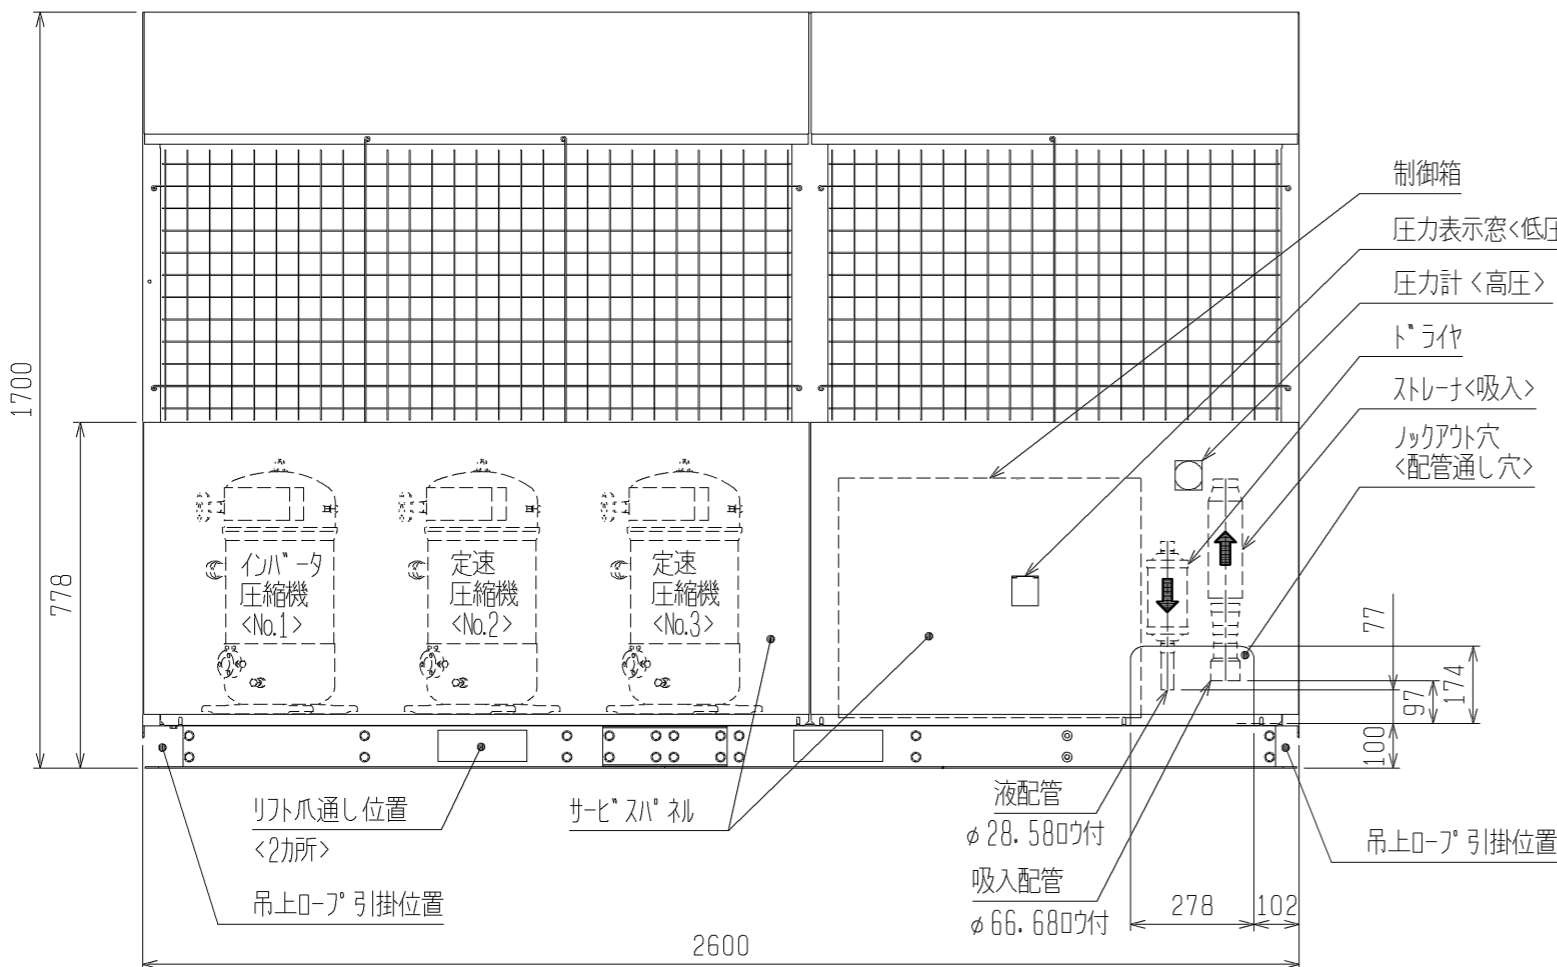 制御箱
圧力表示窓<低圧
圧力計<高圧>
ドライヤ
ストレーナ<吸入>
ノックアウト穴
<配管通し穴>
1700
778
インバータ
圧縮機
<No.1>
定速
圧縮機
<No.2>
定速
圧縮機
<No.3>
77
174
97
100
リフト爪通し位置
<2カ所>
吊上ロープ引掛位置
サービスパネル
液配管
φ28.58ロウ付
吸入配管
φ66.68ロウ付
吊上ロープ引掛位置
278
102
2600